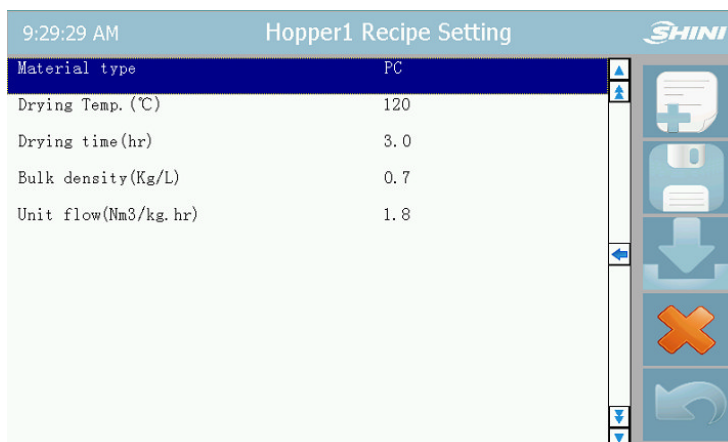 9:29:29 AM Hopper1 Recipe Setting SHINI
Material type PC
Drying Temp. (℃) 120
Drying time(hr) 3.0
Bulk density(Kg/L) 0.7
Unit flow(Nm3/kg.hr) 1.8